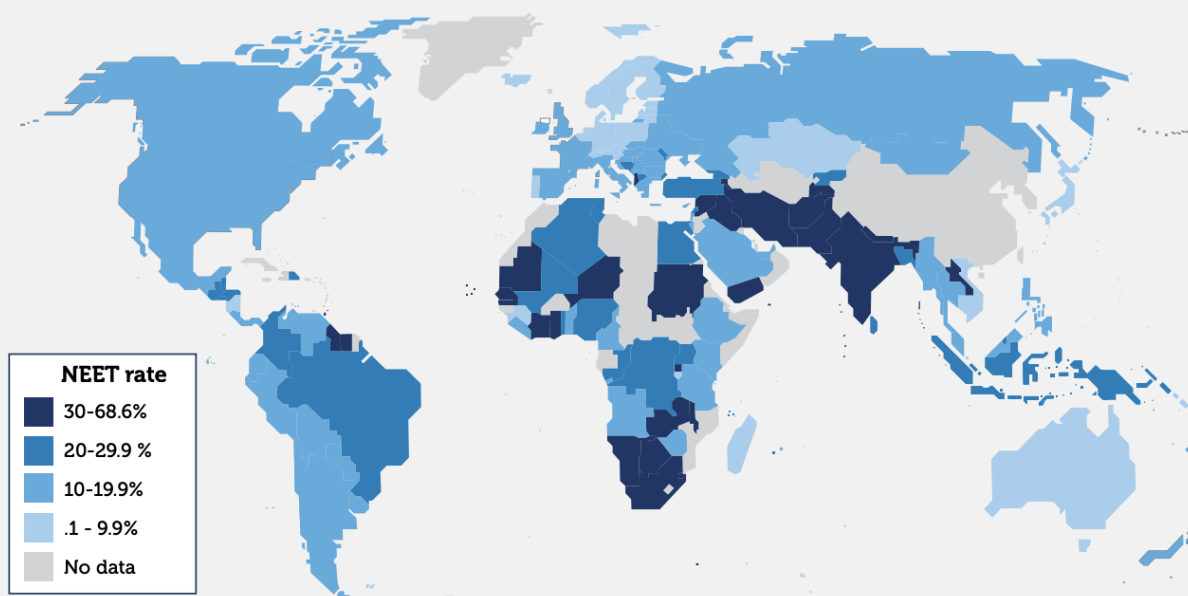 NEET rate
30-68.6%
20-29.9 %
10-19.9%
.1 - 9.9%
No data